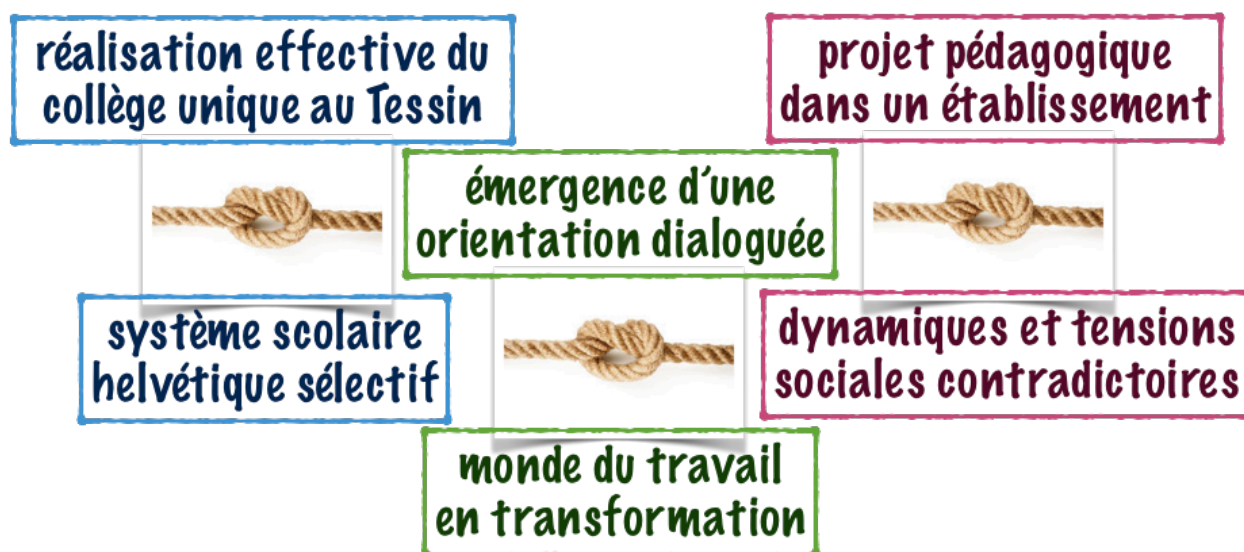 réalisation effective du
collège unique au Tessin
système scolaire
helvétique sélectif
émergence d'une
orientation dialoguée
monde du travail
en transformation
projet pédagogique
dans un établissement
dynamiques et tensions
sociales contradictoires